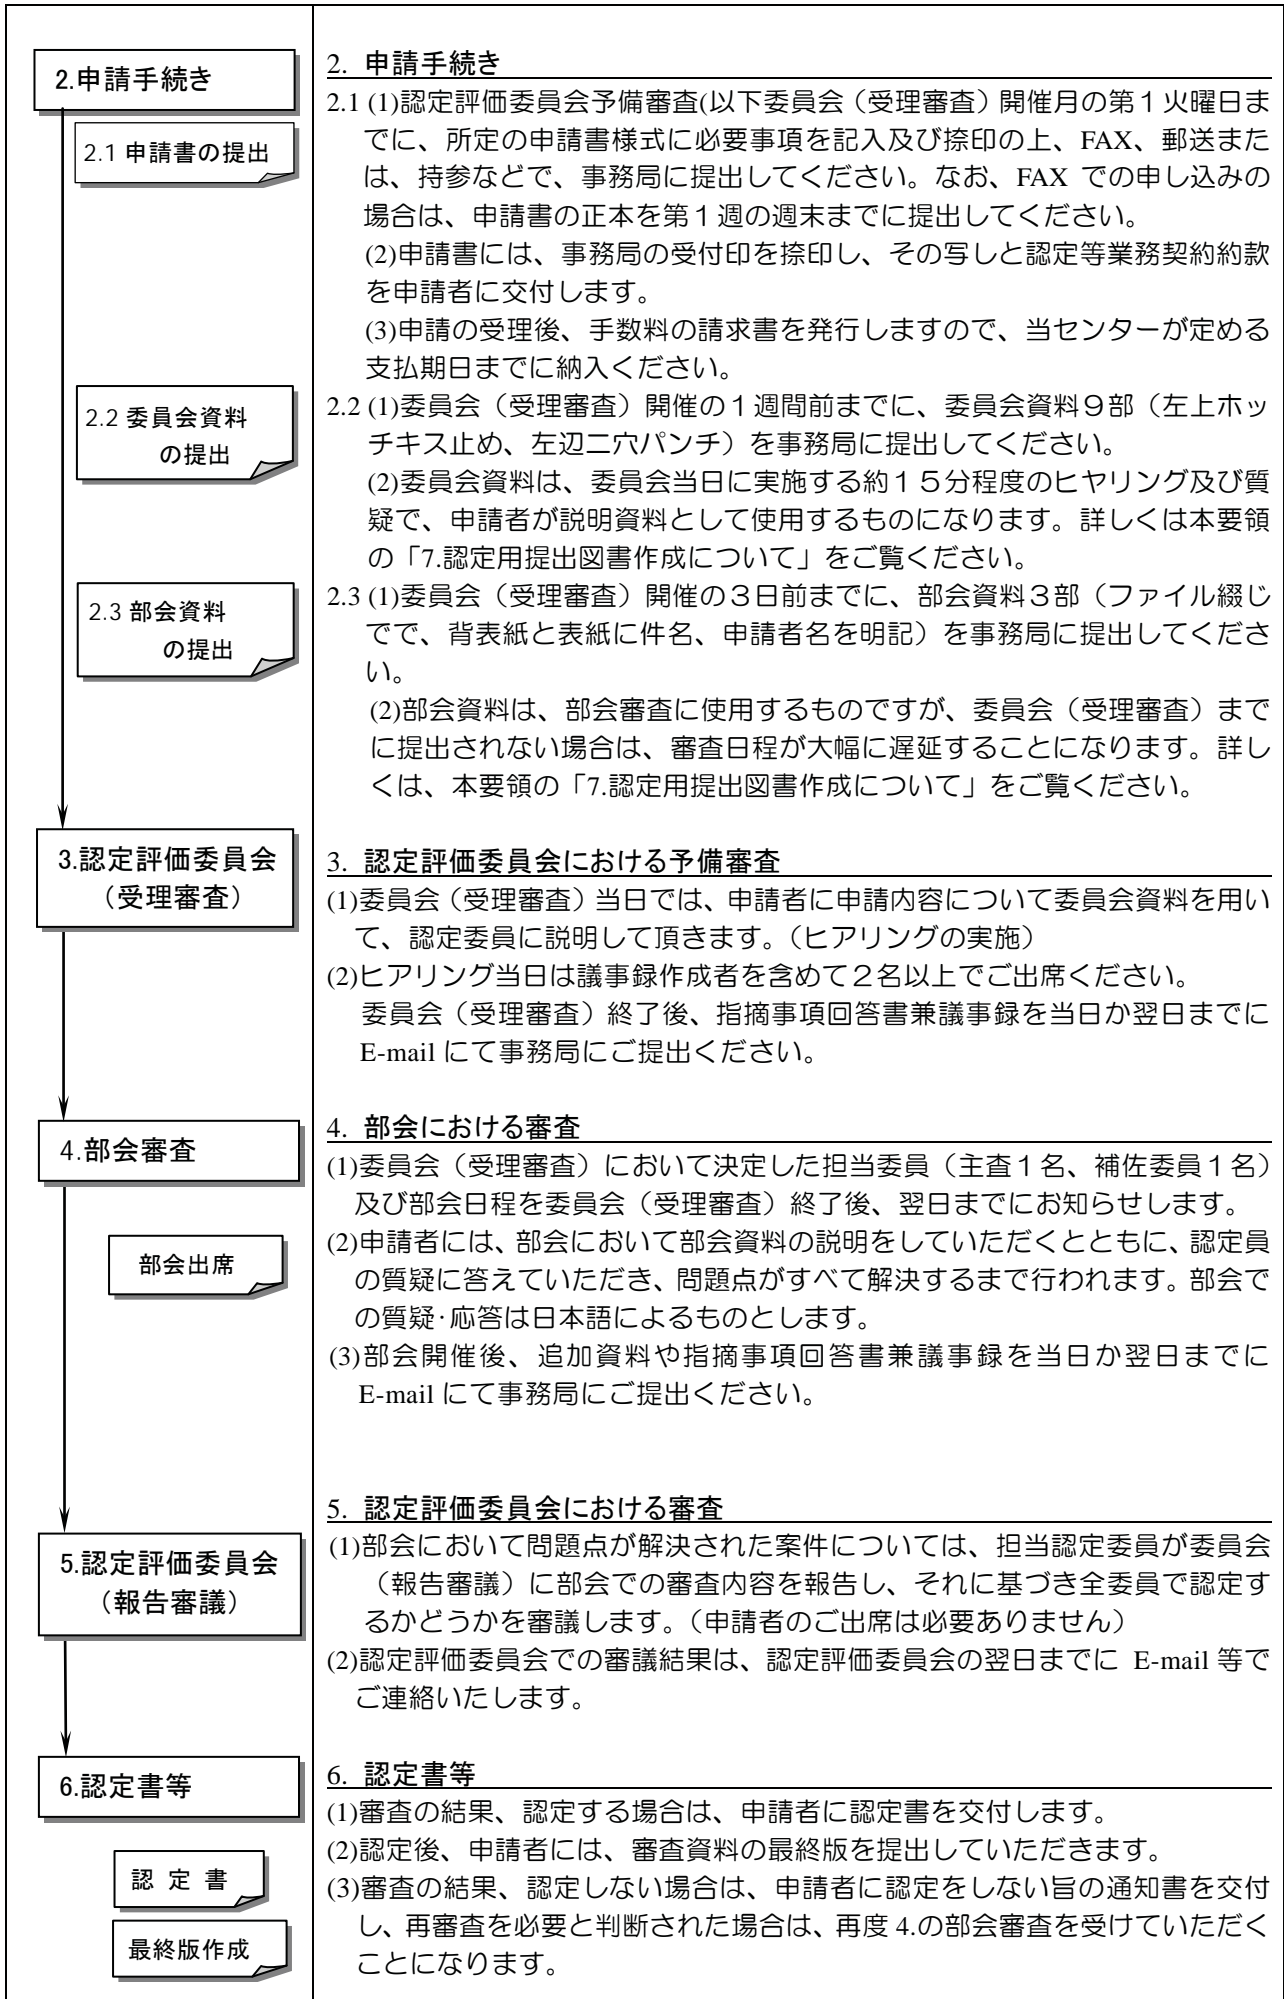 2.申請手続き
2.1 申請書の提出
2.2 委員会資料
の提出
2.3 部会資料
の提出
3.認定評価委員会
（受理審査）
4.部会審査
部会出席
5.認定評価委員会
（報告審議）
6.認定書等
認 定 書
最終版作成
2. 申請手続き
2.1 (1)認定評価委員会予備審査(以下委員会（受理審査）開催月の第１火曜日ま
でに、所定の申請書様式に必要事項を記入及び捺印の上、FAX、郵送また
は、持参などで、事務局に提出してください。なお、FAX での申し込みの
場合は、申請書の正本を第１週の週末までに提出してください。
(2)申請書には、事務局の受付印を捺印し、その写しと認定等業務契約約款
を申請者に交付します。
(3)申請の受理後、手数料の請求書を発行しますので、当センターが定める
支払期日までに納入ください。
2.2 (1)委員会（受理審査）開催の１週間前までに、委員会資料９部（左上ホッ
チキス止め、左辺二穴パンチ）を事務局に提出してください。
(2)委員会資料は、委員会当日に実施する約１５分程度のヒヤリング及び質
疑で、申請者が説明資料として使用するものになります。詳しくは本要領
の「7.認定用提出図書作成について」をご覧ください。
2.3 (1)委員会（受理審査）開催の３日前までに、部会資料３部（ファイル綴じ
でで、背表紙と表紙に件名、申請者名を明記）を事務局に提出してくださ
い。
(2)部会資料は、部会審査に使用するものですが、委員会（受理審査）まで
に提出されない場合は、審査日程が大幅に遅延することになります。詳し
くは、本要領の「7.認定用提出図書作成について」をご覧ください。
3. 認定評価委員会における予備審査
(1)委員会（受理審査）当日では、申請者に申請内容について委員会資料を用い
て、認定委員に説明して頂きます。（ヒアリングの実施）
(2)ヒアリング当日は議事録作成者を含めて２名以上でご出席ください。
委員会（受理審査）終了後、指摘事項回答書兼議事録を当日か翌日までに
E-mail にて事務局にご提出ください。
4. 部会における審査
(1)委員会（受理審査）において決定した担当委員（主査１名、補佐委員１名）
及び部会日程を委員会（受理審査）終了後、翌日までにお知らせします。
(2)申請者には、部会において部会資料の説明をしていただくとともに、認定員
の質疑に答えていただき、問題点がすべて解決するまで行われます。部会で
の質疑･応答は日本語によるものとします。
(3)部会開催後、追加資料や指摘事項回答書兼議事録を当日か翌日までに
E-mail にて事務局にご提出ください。
5. 認定評価委員会における審査
(1)部会において問題点が解決された案件については、担当認定委員が委員会
（報告審議）に部会での審査内容を報告し、それに基づき全委員で認定す
るかどうかを審議します。（申請者のご出席は必要ありません）
(2)認定評価委員会での審議結果は、認定評価委員会の翌日までに E-mail 等で
ご連絡いたします。
6. 認定書等
(1)審査の結果、認定する場合は、申請者に認定書を交付します。
(2)認定後、申請者には、審査資料の最終版を提出していただきます。
(3)審査の結果、認定しない場合は、申請者に認定をしない旨の通知書を交付
し、再審査を必要と判断された場合は、再度 4.の部会審査を受けていただく
ことになります。